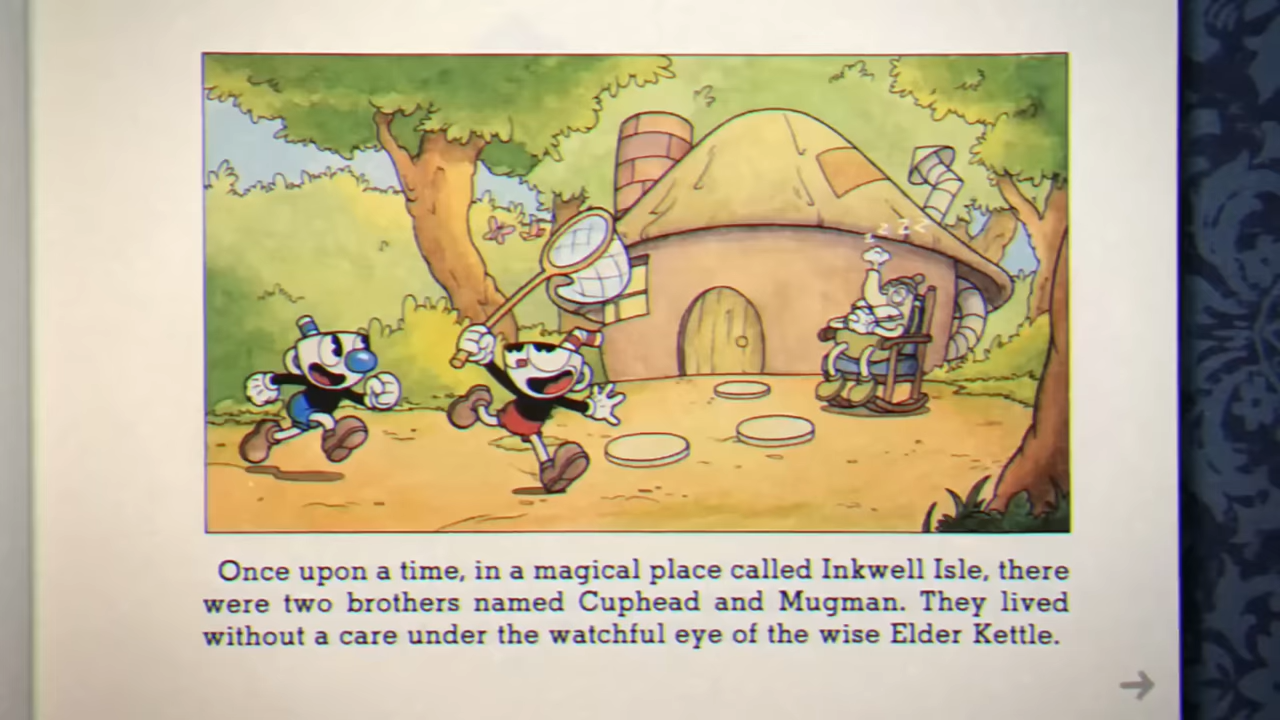 z z z z
Once upon a time, in a magical place called Inkwell Isle, there
were two brothers named Cuphead and Mugman. They lived
without a care under the watchful eye of the wise Elder Kettle.